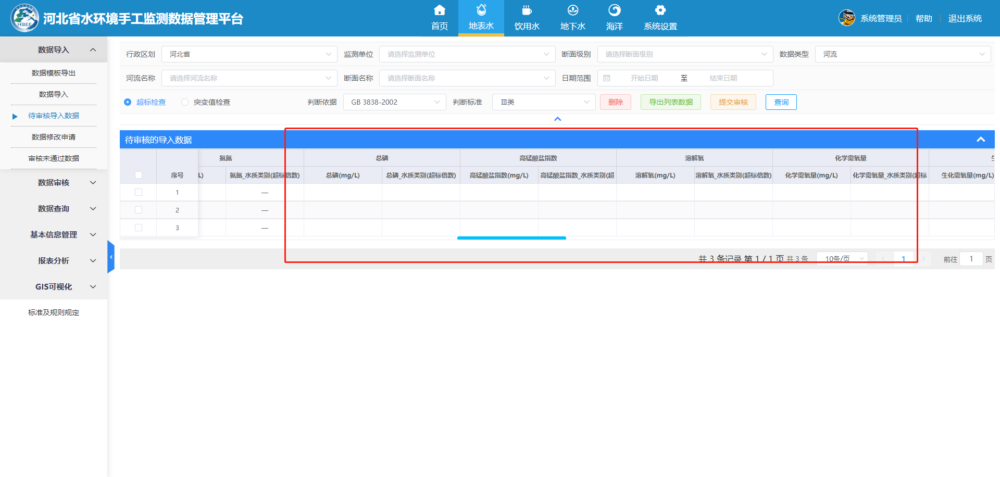 河北省水环境手工监测数据管理平台
首页 地表水 饮用水 地下水 海洋 系统设置
系统管理员 帮助 退出系统
HBEE
数据导入
数据模板导出
数据导入
待审核导入数据
数据修改申请
审核未通过数据
数据审核
数据查询
基本信息管理
报表分析
GIS可视化
标准及规则规定
行政区划 河北省 监测单位 请选择监测单位 断面级别 请选择断面级别 数据类型 河流
河流名称 请选择河流名称 断面名称 请选择断面名称 日期范围 开始日期 至 结束日期
超标检查 突变值检查 判断依据 GB 3838-2002 判断标准 III类 删除 导出列表数据 提交审核 查询
待审核的导入数据
氨氮 总磷 高锰酸盐指数 溶解氧 化学需氧量
序号 L) 氨氮_水质类别(超标倍数) 总磷(mg/L) 总磷_水质类别(超标倍数) 高锰酸盐指数(mg/L) 高锰酸盐指数_水质类别(超 溶解氧(mg/L) 溶解氧_水质类别(超标倍数) 化学需氧量(mg/L) 化学需氧量_水质类别(超标 生化需氧量(mg/L)
1 —
2 —
3 —
共 3 条记录 第 1 / 1 页 共 3 条 10条/页 1 前往 1 页